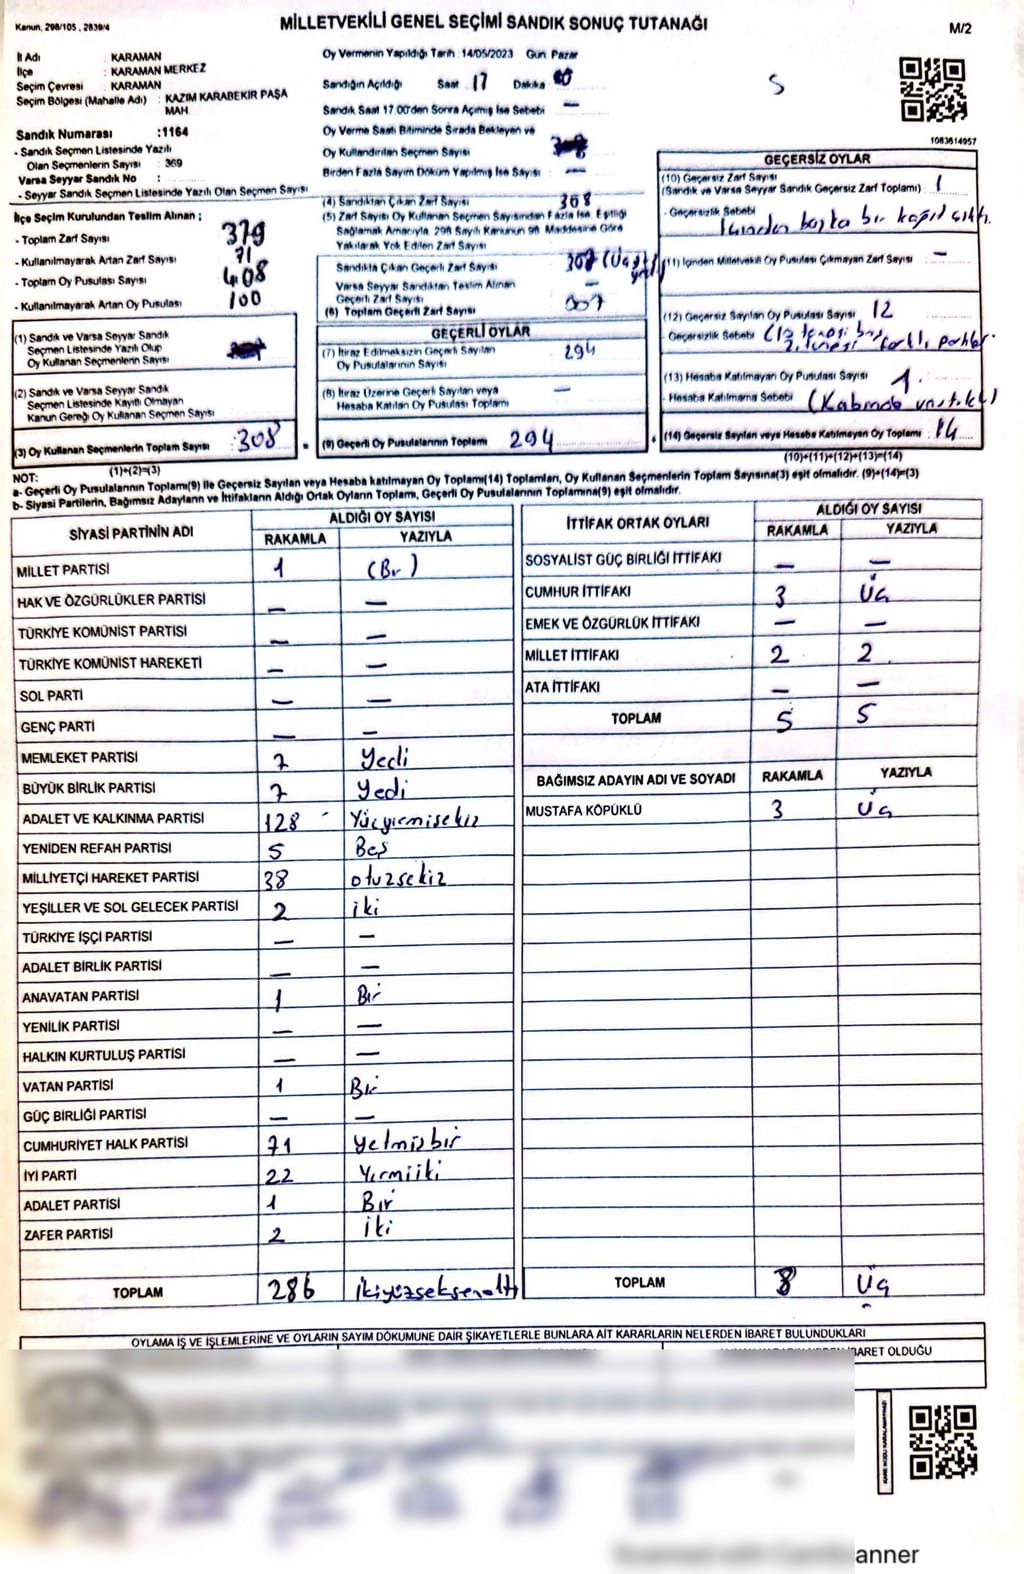 Kanun, 298/105, 2839/4
MİLLETVEKİLİ GENEL SEÇİMİ SANDIK SONUÇ TUTANAĞI
M/2
İl Adı : KARAMAN
İlçe : KARAMAN MERKEZ
Seçim Çevresi : KARAMAN
Seçim Bölgesi (Mahalle Adı) : KAZIM KARABEKİR PAŞA MAH
Sandık Numarası :1164
- Sandık Seçmen Listesinde Yazılı
Olan Seçmenlerin Sayısı : 369
Varsa Seyyar Sandık No :
- Seyyar Sandık Seçmen Listesinde Yazılı Olan Seçmen Sayısı
Oy Vermenin Yapıldığı Tarih :14/05/2023 Gün Pazar
Sandığın Açıldığı Saat 17 Dakika
Sandık Saat 17.00'den Sonra Açımış İse Sebebi —
Oy Verme Saati Bitiminde Sırada Bekleyen ve
Oy Kullandırılan Seçmen Sayısı
Birden Fazla Sayım Döküm Yapılmış İse Sayısı —
S
1083614957
İlçe Seçim Kurulundan Teslim Alınan ;
- Toplam Zarf Sayısı 379
- Kullanılmayarak Artan Zarf Sayısı 71
- Toplam Oy Pusulası Sayısı 408
- Kullanılmayarak Artan Oy Pusulası 100
(4) Sandıktan Çıkan Zarf Sayısı 308
(5) Zarf Sayısı Oy Kullanan Seçmen Sayısından Fazla İse, Eşitliği
Sağlamak Amacıyla 298 Sayılı Kanunun 98. Maddesine Göre
Yakılarak Yok Edilen Zarf Sayısı
Sandıkta Çıkan Geçerli Zarf Sayısı 307
Varsa Seyyar Sandıktan Teslim Alınan
Geçerli Zarf Sayısı —
(6) Toplam Geçerli Zarf Sayısı 307
GEÇERSİZ OYLAR
(10) Geçersiz Zarf Sayısı 1
(Sandık ve Varsa Seyyar Sandık Geçersiz Zarf Toplamı)
- Geçersizlik Sebebi
İçinden başka bir kağıt çıktı.
(11) İçinden Milletvekili Oy Pusulası Çıkmayan Zarf Sayısı —
(12) Geçersiz Sayılan Oy Pusulası Sayısı 12
Geçersizlik Sebebi
(13) Hesaba Katılmayan Oy Pusulası Sayısı 1
- Hesaba Katılmama Sebebi
(14) Geçersiz Sayılan veya Hesaba Katılmayan Oy Toplamı 14
(10)+(11)+(12)+(13)=(14)
(1) Sandık ve Varsa Seyyar Sandık
Seçmen Listesinde Yazılı Olup
Oy Kullanan Seçmenlerin Sayısı
(2) Sandık ve Varsa Seyyar Sandık
Seçmen Listesinde Kayıtlı Olmayan
Kanun Gereği Oy Kullanan Seçmen Sayısı
(3) Oy Kullanan Seçmenlerin Toplam Sayısı :308
(1)+(2)=(3)
GEÇERLİ OYLAR
(7) İtiraz Edilmeksizin Geçerli Sayılan
Oy Pusulalarının Sayısı 294
(8) İtiraz Üzerine Geçerli Sayılan veya
Hesaba Katılan Oy Pusulası Toplamı —
(9) Geçerli Oy Pusulalarının Toplamı 294
NOT:
a- Geçerli Oy Pusulalarının Toplamı(9) ile Geçersiz Sayılan veya Hesaba katılmayan Oy Toplamı(14) Toplamları, Oy Kullanan Seçmenlerin Toplam Sayısına(3) eşit olmalıdır. (9)+(14)=(3)
b- Siyasi Partilerin, Bağımsız Adayların ve İttifakların Aldığı Ortak Oyların Toplamı, Geçerli Oy Pusulalarının Toplamına(9) eşit olmalıdır.
SİYASİ PARTİNİN ADI ALDIĞI OY SAYISI
RAKAMLA YAZIYLA
MİLLET PARTİSİ 1 (Bir)
HAK VE ÖZGÜRLÜKLER PARTİSİ — —
TÜRKİYE KOMÜNİST PARTİSİ — —
TÜRKİYE KOMÜNİST HAREKETİ — —
SOL PARTİ — —
GENÇ PARTİ — —
MEMLEKET PARTİSİ 7 Yedi
BÜYÜK BİRLİK PARTİSİ 7 Yedi
ADALET VE KALKINMA PARTİSİ 128 Yüzyirmisekiz
YENİDEN REFAH PARTİSİ 5 Beş
MİLLİYETÇİ HAREKET PARTİSİ 38 otuzsekiz
YEŞİLLER VE SOL GELECEK PARTİSİ 2 iki
TÜRKİYE İŞÇİ PARTİSİ — —
ADALET BİRLİK PARTİSİ — —
ANAVATAN PARTİSİ 1 Bir
YENİLİK PARTİSİ — —
HALKIN KURTULUŞ PARTİSİ — —
VATAN PARTİSİ 1 Bir
GÜÇ BİRLİĞİ PARTİSİ — —
CUMHURİYET HALK PARTİSİ 71 yetmişbir
İYİ PARTİ 22 Yirmiiki
ADALET PARTİSİ 1 Bir
ZAFER PARTİSİ 2 İki
TOPLAM 286 ikiyüzseksenaltı
İTTİFAK ORTAK OYLARI ALDIĞI OY SAYISI
RAKAMLA YAZIYLA
SOSYALİST GÜÇ BİRLİĞİ İTTİFAKI — —
CUMHUR İTTİFAKI 3 Üç
EMEK VE ÖZGÜRLÜK İTTİFAKI — —
MİLLET İTTİFAKI 2 2
ATA İTTİFAKI — —
TOPLAM 5 5
BAĞIMSIZ ADAYIN ADI VE SOYADI RAKAMLA YAZIYLA
MUSTAFA KÖPÜKLÜ 3 Üç
TOPLAM 8 Üç
OYLAMA İŞ VE İŞLEMLERİNE VE OYLARIN SAYIM DÖKÜMÜNE DAİR ŞİKAYETLERLE BUNLARA AİT KARARLARIN NELERDEN İBARET BULUNDUKLARI
BARET OLDUĞU
anner